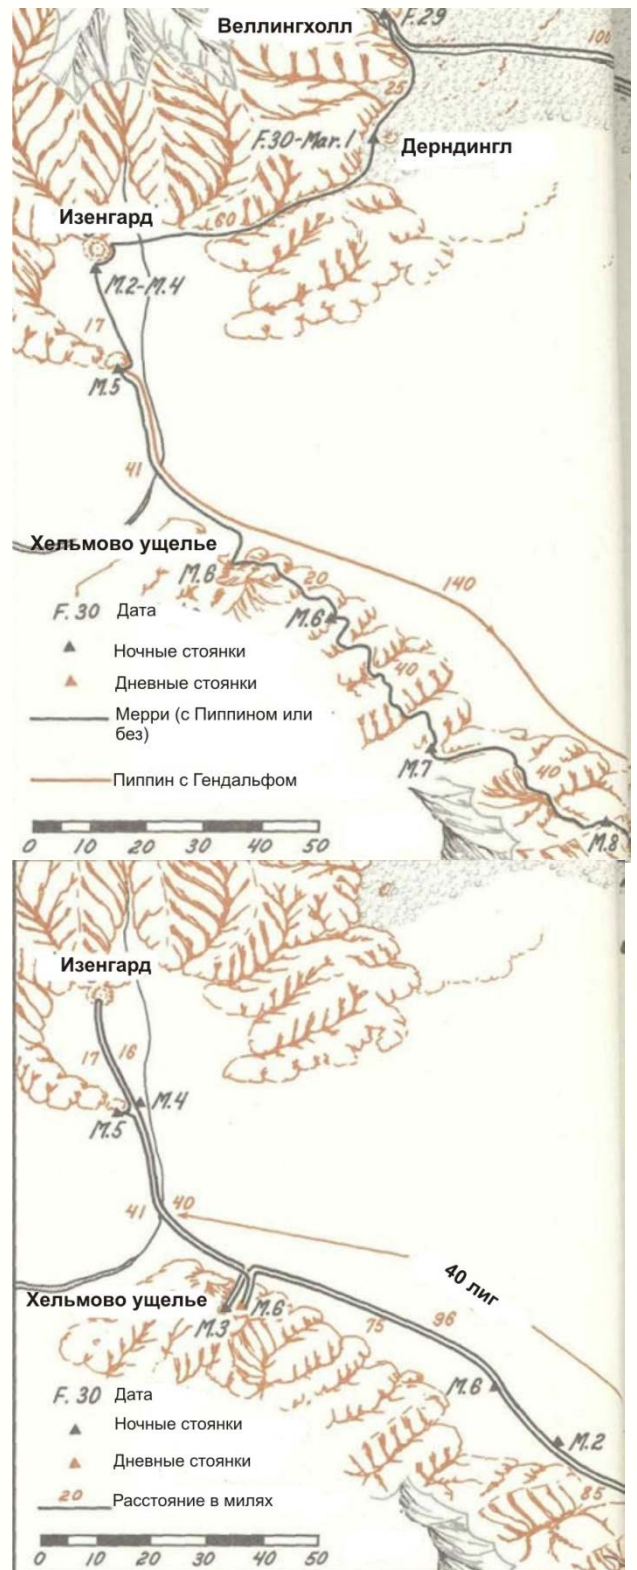 Веллингхолл
F.29
100
25
F.30-Mar.1
Дерндингл
Изенгард
60
M.2-M.4
17
M.5
41
Хельмово ущелье
M.6
20
140
F.30 Дата
M.6
Ночные стоянки
40
Дневные стоянки
Мерри (с Пиппином или
без)
M.7
40
Пиппин с Гендальфом
M.8
0 10 20 30 40 50
Изенгард
17 16
M.4
M.5
41 40
40 лиг
Хельмово ущелье
M.6
M.3
75 96
M.6
F.30 Дата
Ночные стоянки
M.2
Дневные стоянки
85
20 Расстояние в милях
0 10 20 30 40 50